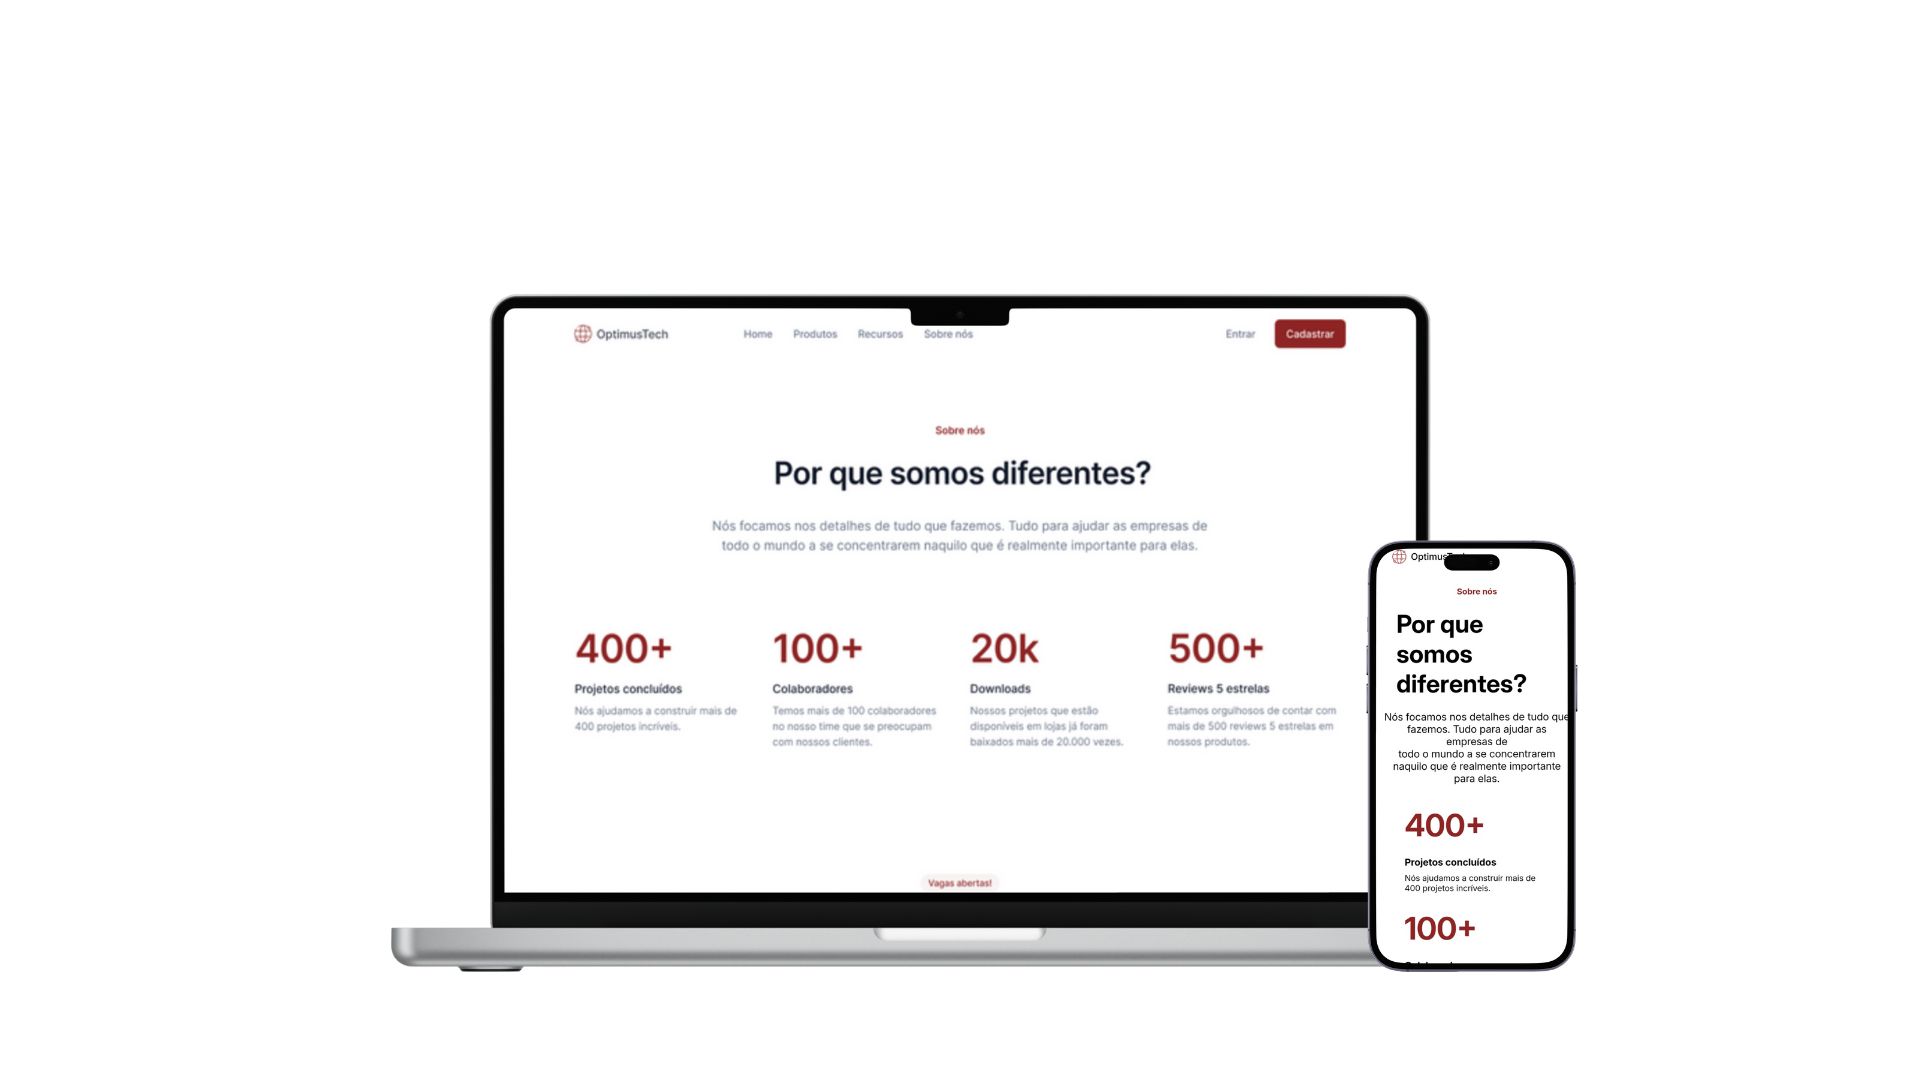 OptimusTech
Home Produtos Recursos Sobre nós
Entrar Cadastrar
Sobre nós
Por que somos diferentes?
Nós focamos nos detalhes de tudo que fazemos. Tudo para ajudar as empresas de
todo o mundo a se concentrarem naquilo que é realmente importante para elas.
400+
Projetos concluídos
Nós ajudamos a construir mais de
400 projetos incríveis.
100+
Colaboradores
Temos mais de 100 colaboradores
no nosso time que se preocupam
com nossos clientes.
20k
Downloads
Nossos projetos que estão
disponíveis em lojas já foram
baixados mais de 20.000 vezes.
500+
Reviews 5 estrelas
Estamos orgulhosos de contar com
mais de 500 reviews 5 estrelas em
nossos produtos.
Vagas abertas!
Sobre nós
Por que
somos
diferentes?
Nós focamos nos detalhes de tudo que
fazemos. Tudo para ajudar as
empresas de
todo o mundo a se concentrarem
naquilo que é realmente importante
para elas.
400+
Projetos concluídos
Nós ajudamos a construir mais de
400 projetos incríveis.
100+